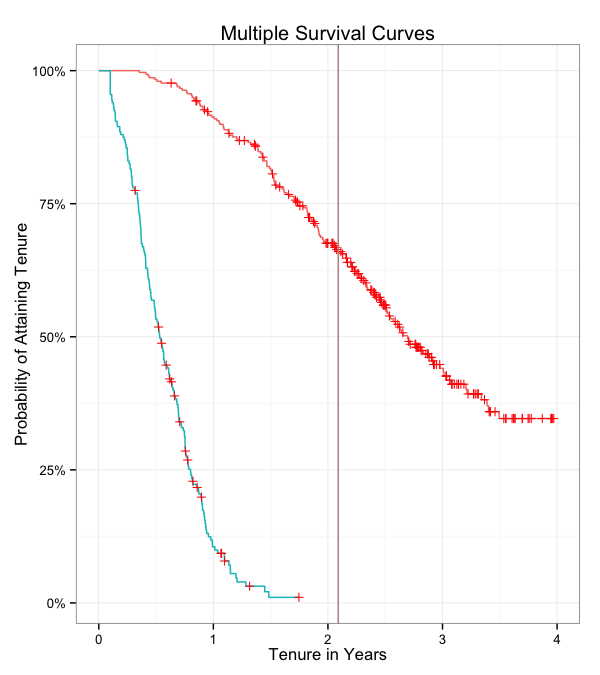 Multiple Survival Curves
Probability of Attaining Tenure
100%
75%
50%
25%
0%
0 1 2 3 4
Tenure in Years